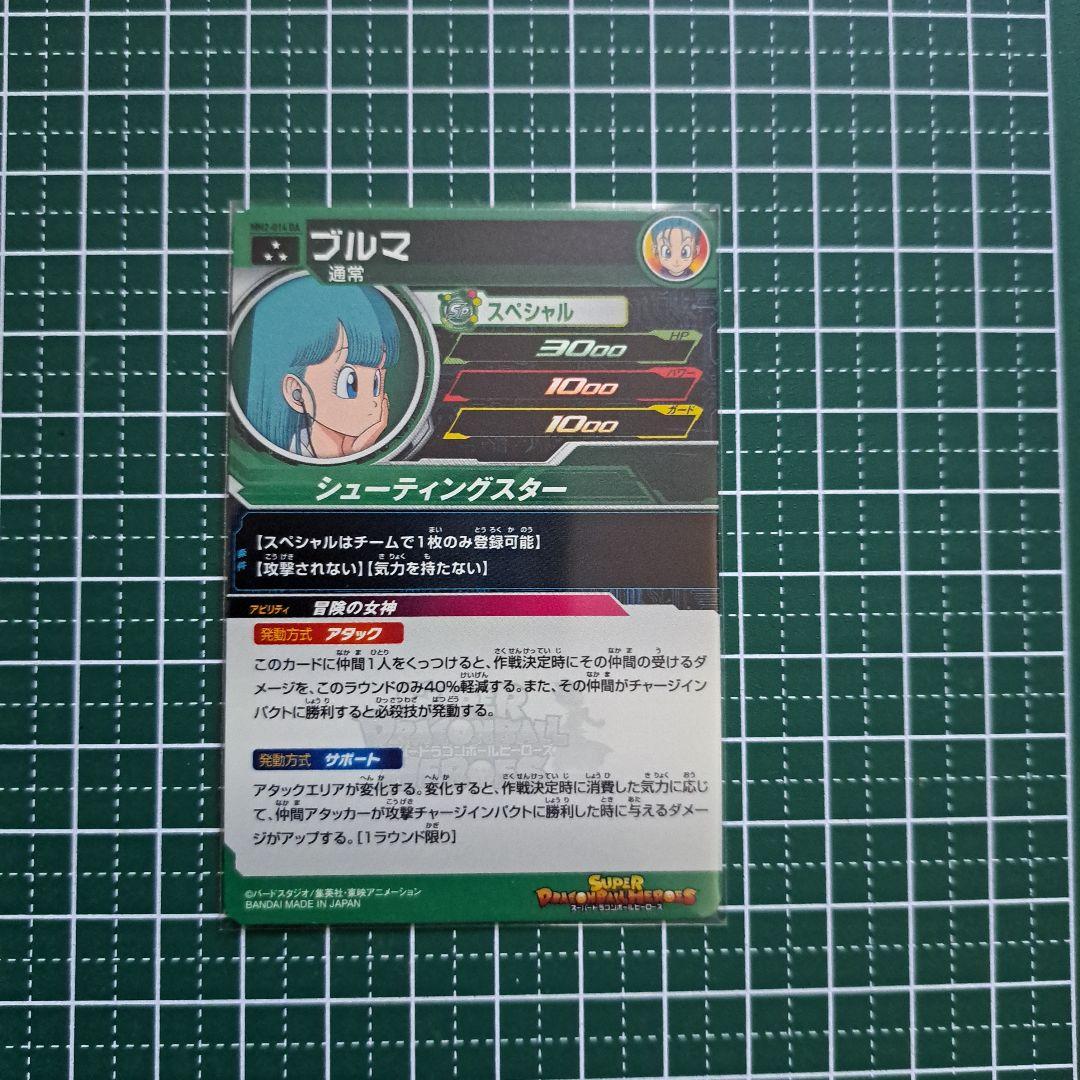 MM2-014 DA
ブルマ
通常
SP スペシャル
HP
3000
パワー
1000
ガード
1000
シューティングスター
条件
【スペシャルはチームで1枚のみ登録可能】
【攻撃されない】【気力を持たない】
アビリティ 冒険の女神
発動方式 アタック
このカードに仲間1人をくっつけると、作戦決定時にその仲間の受けるダ
メージを、このラウンドのみ40%軽減する。また、その仲間がチャージイン
パクトに勝利すると必殺技が発動する。
発動方式 サポート
アタックエリアが変化する。変化すると、作戦決定時に消費した気力に応じ
て、仲間アタッカーが攻撃チャージインパクトに勝利した時に与えるダメー
ジがアップする。[1ラウンド限り]
©バードスタジオ/集英社・東映アニメーション
BANDAI MADE IN JAPAN
SUPER
DRAGONBALL HEROES
スーパードラゴンボールヒーローズ